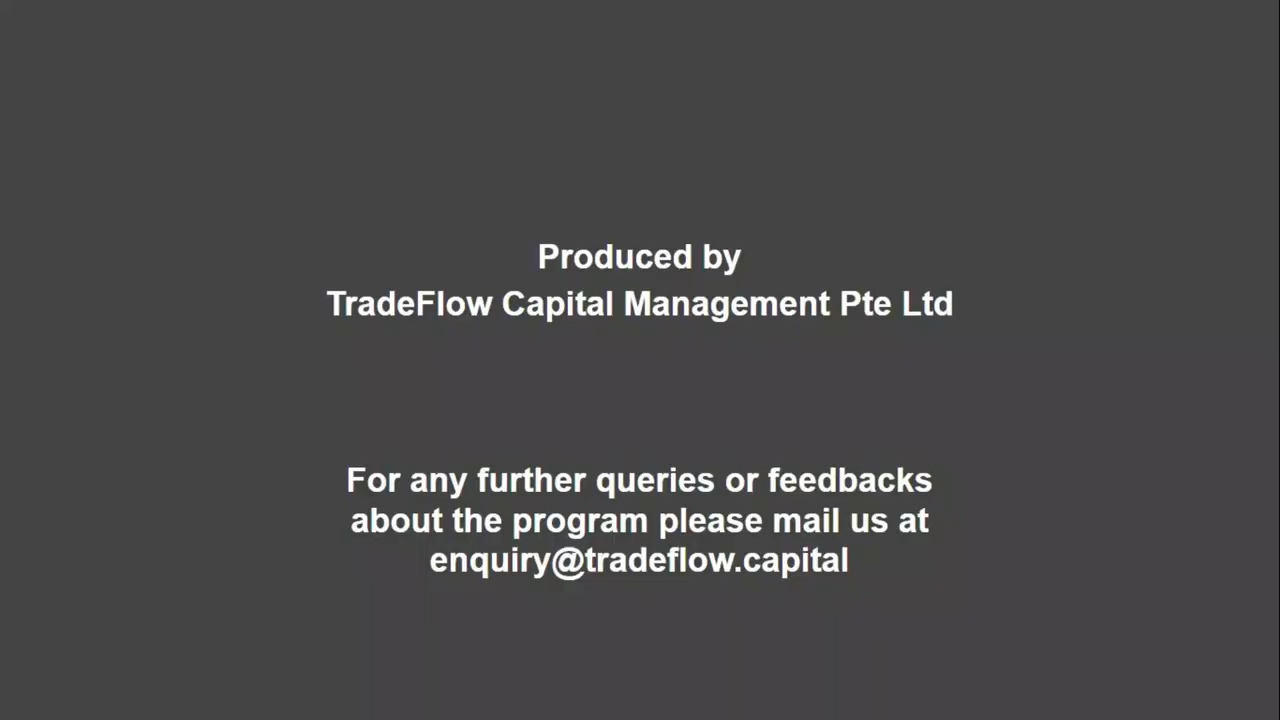 Produced by
TradeFlow Capital Management Pte Ltd
For any further queries or feedbacks
about the program please mail us at
enquiry@tradeflow.capital